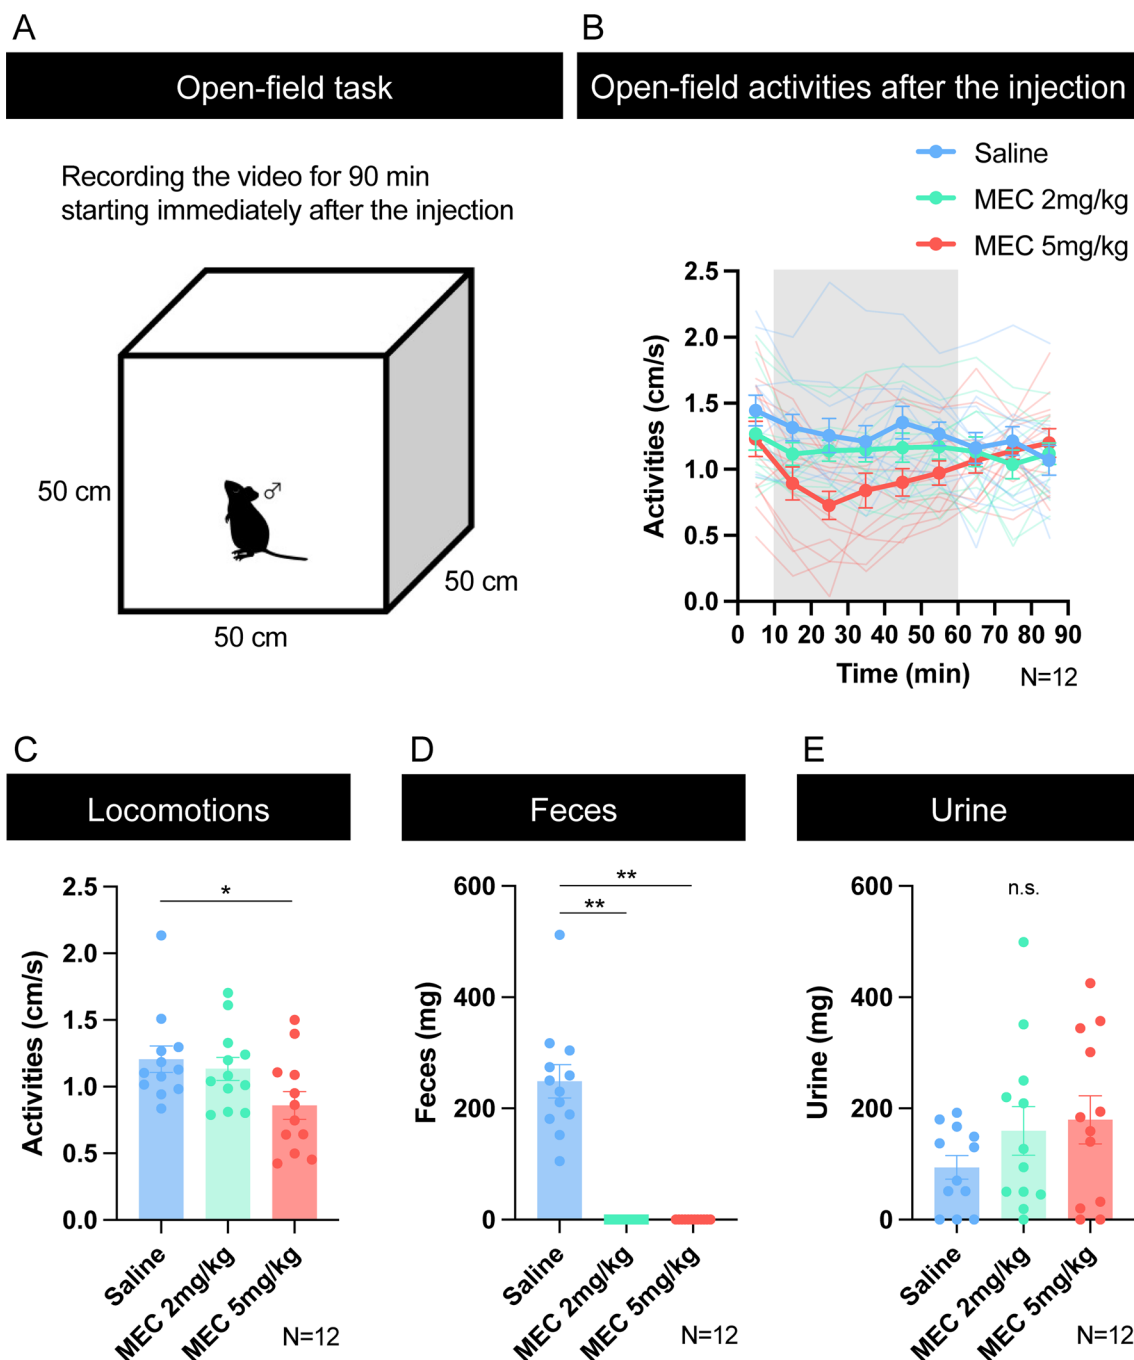 A
Open-field task
Recording the video for 90 min
starting immediately after the injection
50 cm
♂
50 cm
50 cm
B
Open-field activities after the injection
Saline
MEC 2mg/kg
MEC 5mg/kg
Activities (cm/s)
2.5
2.0
1.5
1.0
0.5
0.0
0 10 20 30 40 50 60 70 80 90
Time (min)
N=12
C
Locomotions
Activities (cm/s)
2.5
2.0
1.5
1.0
0.5
0.0
*
Saline
MEC 2mg/kg
MEC 5mg/kg
N=12
D
Feces
Feces (mg)
600
400
200
0
**
**
Saline
MEC 2mg/kg
MEC 5mg/kg
N=12
E
Urine
Urine (mg)
600
400
200
0
n.s.
Saline
MEC 2mg/kg
MEC 5mg/kg
N=12